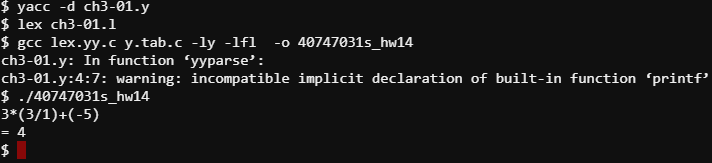 $ yacc -d ch3-01.y
$ lex ch3-01.l
$ gcc lex.yy.c y.tab.c -ly -lfl  -o 40747031s_hw14
ch3-01.y: In function ‘yyparse’:
ch3-01.y:4:7: warning: incompatible implicit declaration of built-in function ‘printf’
$ ./40747031s_hw14
3*(3/1)+(-5)
= 4
$